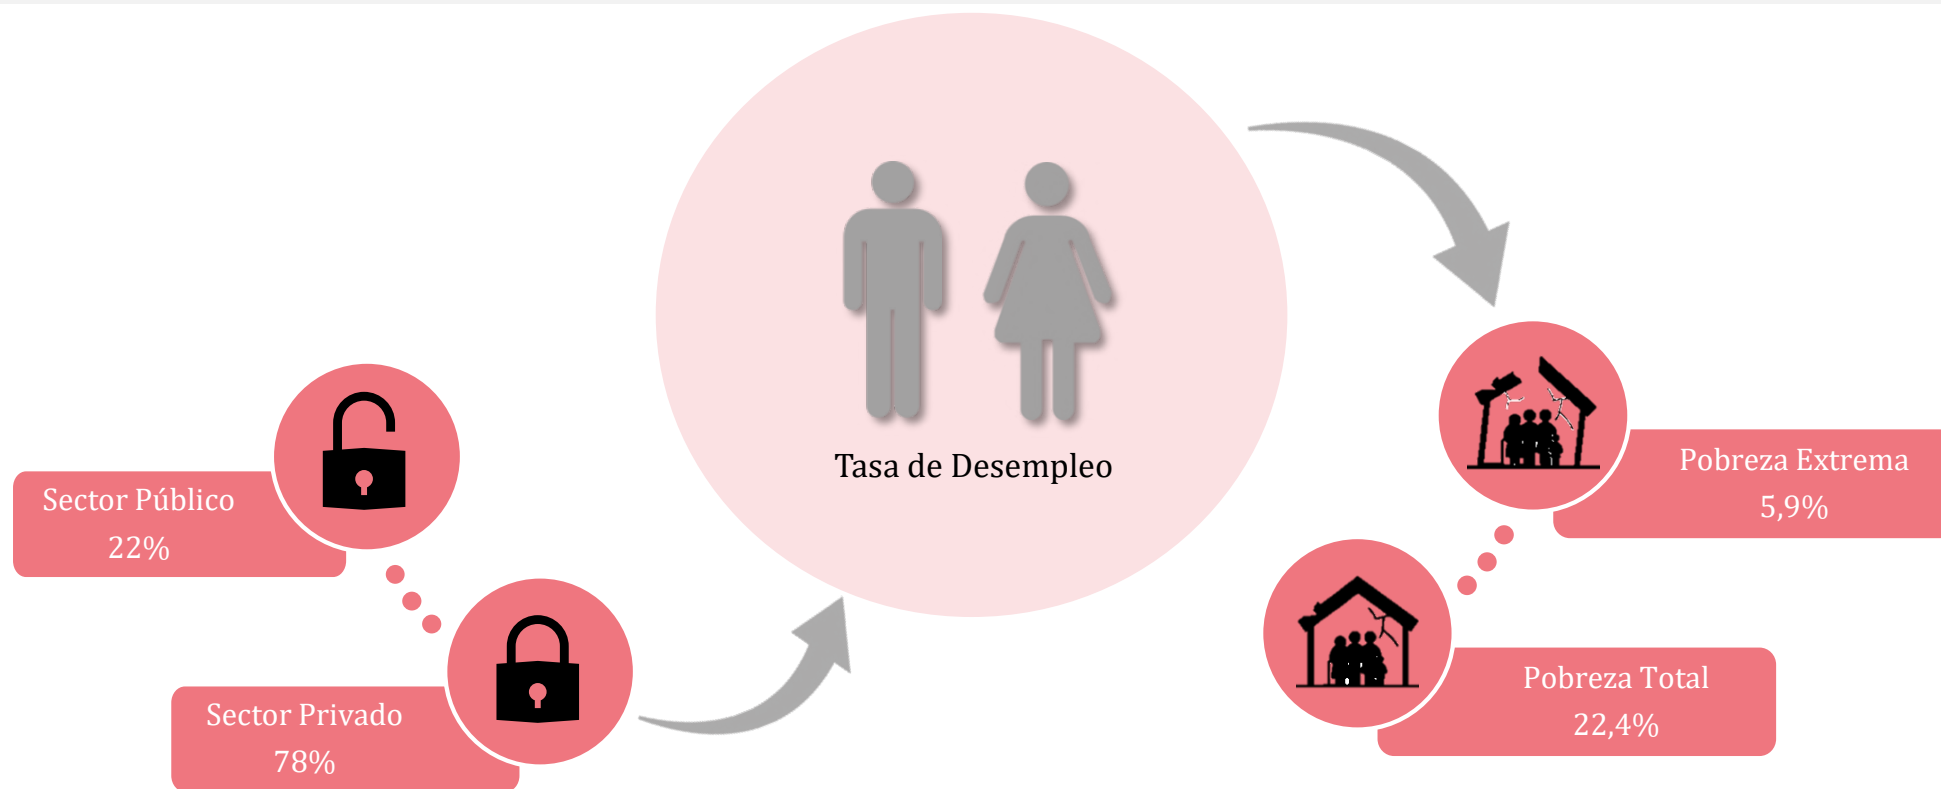 Tasa de Desempleo
Sector Público
22%
Sector Privado
78%
Pobreza Extrema
5,9%
Pobreza Total
22,4%